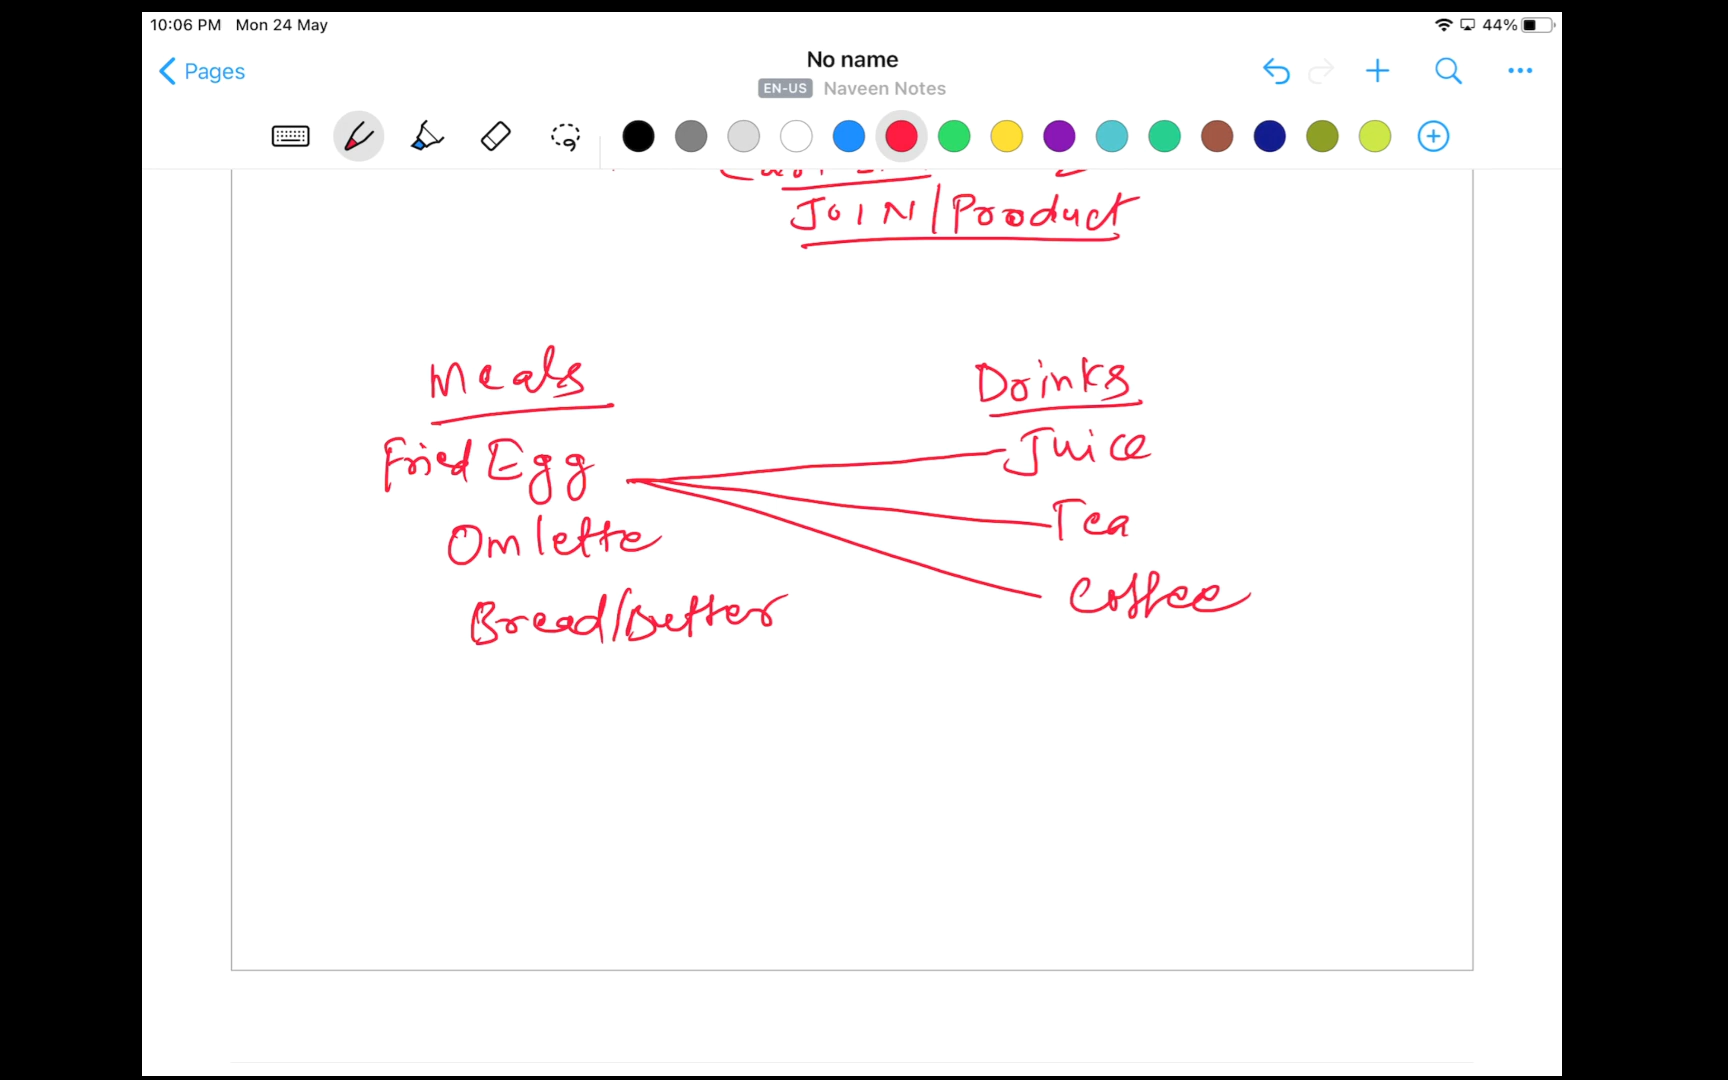 10:06 PM Mon 24 May 44%
Pages
No name
EN-US Naveen Notes
JOIN/Product
Meals Drinks
Fried Egg Juice
Omlette Tea
Bread/Butter Coffee